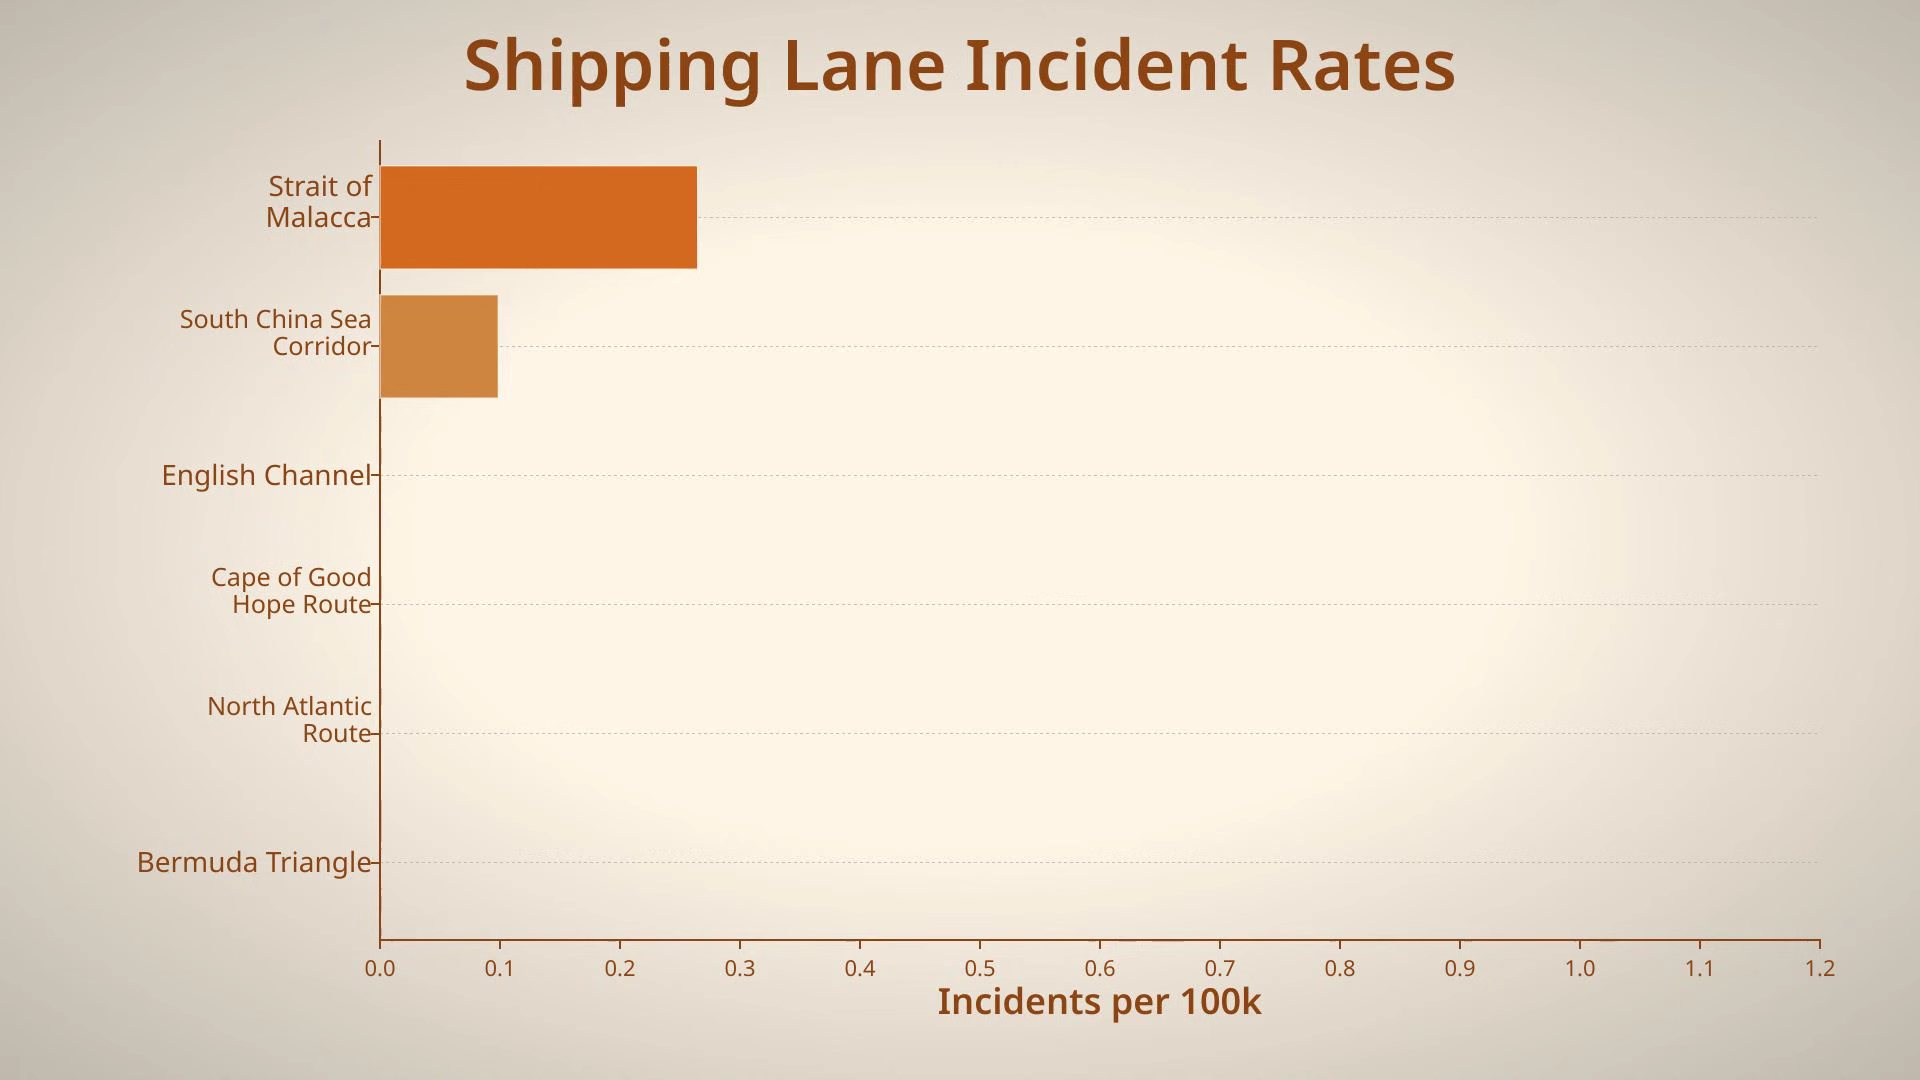 Shipping Lane Incident Rates
Strait of
Malacca
South China Sea
Corridor
English Channel
Cape of Good
Hope Route
North Atlantic
Route
Bermuda Triangle
0.0 0.1 0.2 0.3 0.4 0.5 0.6 0.7 0.8 0.9 1.0 1.1 1.2
Incidents per 100k